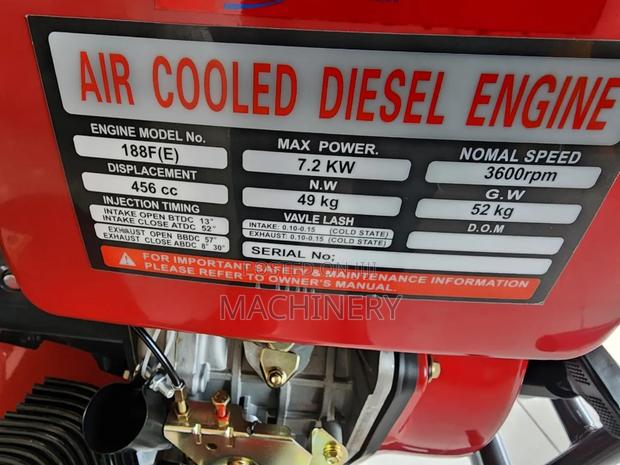 AIR COOLED DIESEL ENGINE
ENGINE MODEL No.
188F(E)
DISPLACEMENT
456 cc
INJECTION TIMING
INTAKE OPEN BTDC 13°
INTAKE CLOSE ATDC 52°
EXHWUST OPEN BBDC 57°
EXHAUST CLOSE ABDC 8° 30"
MAX POWER.
7.2 KW
N.W
49 kg
VAVLE LASH
INTAKE: 0.10-0.15 (COLD STATE)
EXHAUST: 0.10-0.15 (COLD STATE)
SERIAL No;
NOMAL SPEED
3600rpm
G.W
52 kg
D.O.M
FOR IMPORTANT SAFETY & MAINTENANCE INFORMATION
PLEASE REFER TO OWNER'S MANUAL.
MACHINERY